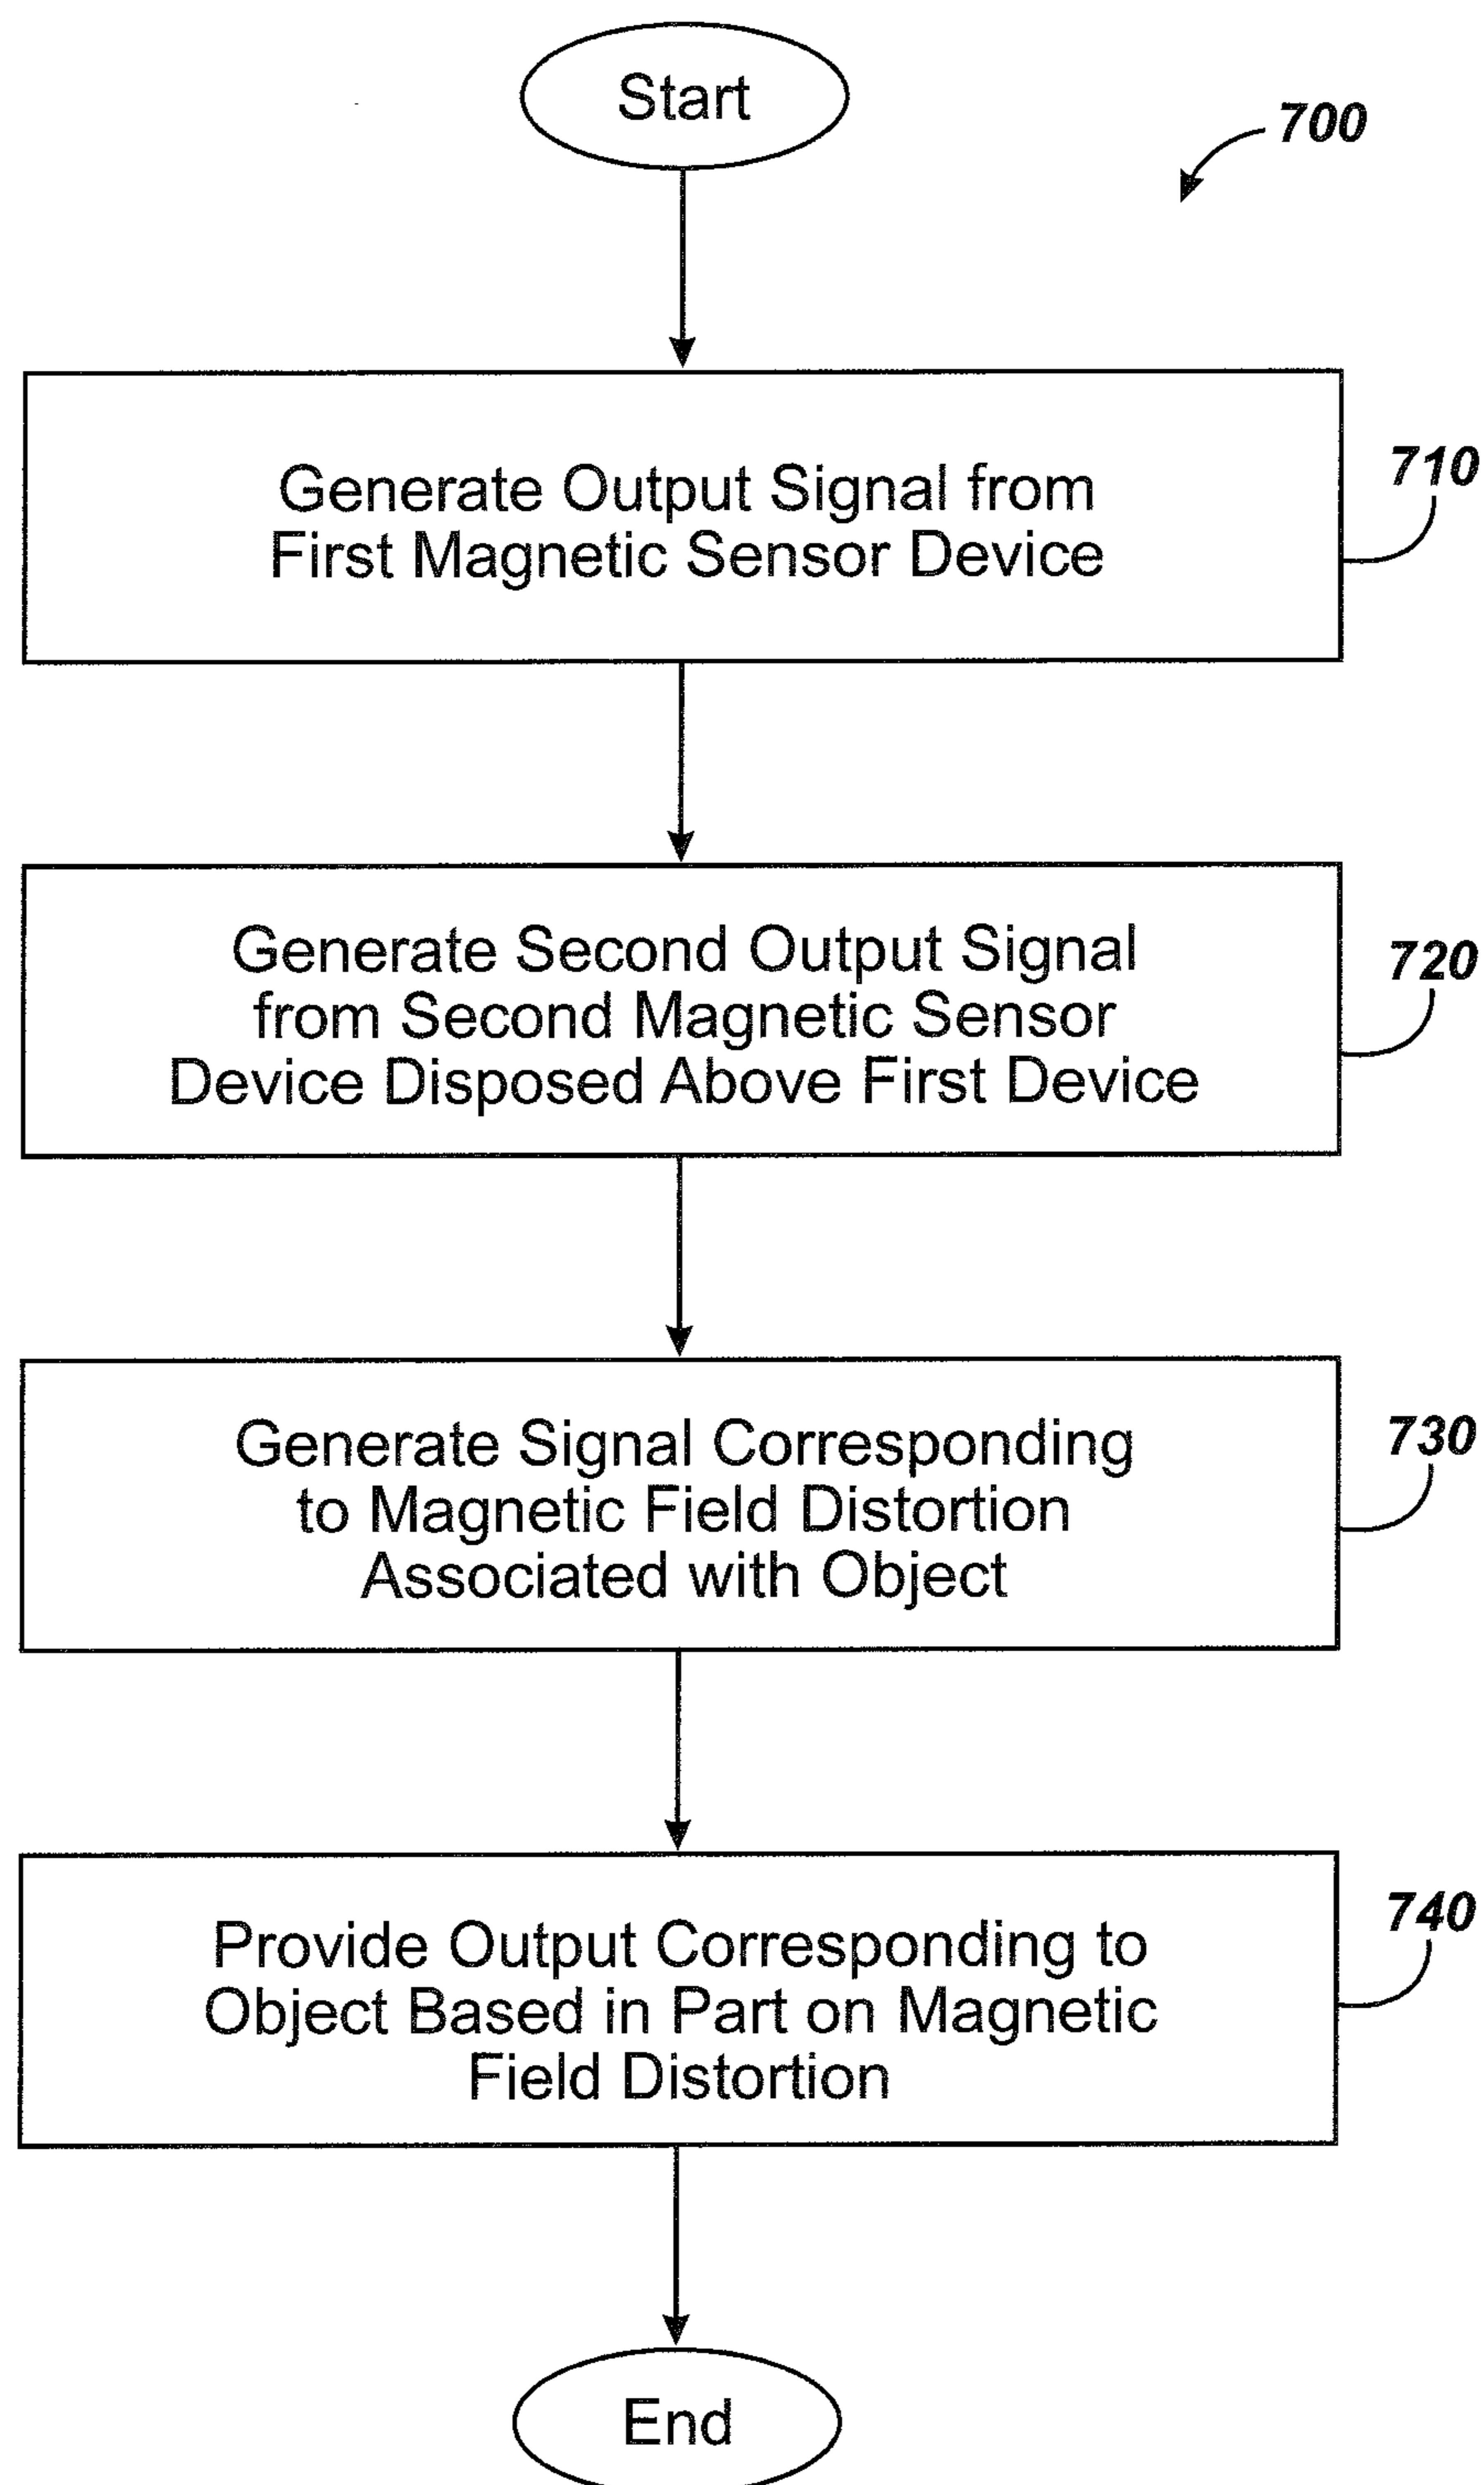 Start
700
Generate Output Signal from
First Magnetic Sensor Device
710
Generate Second Output Signal
from Second Magnetic Sensor
Device Disposed Above First Device
720
Generate Signal Corresponding
to Magnetic Field Distortion
Associated with Object
730
Provide Output Corresponding to
Object Based in Part on Magnetic
Field Distortion
740
End